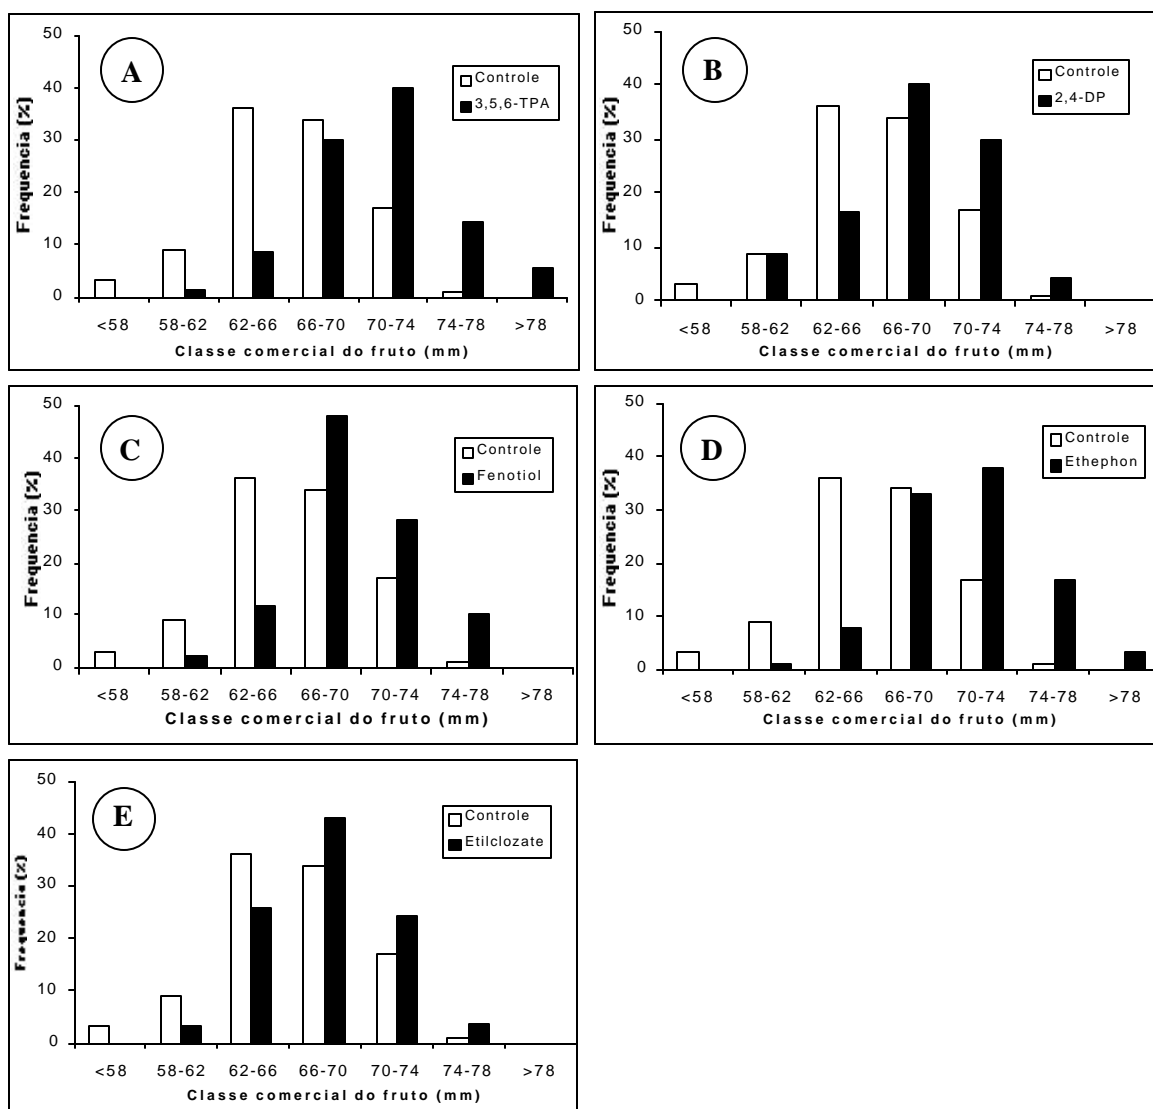 A
Controle
3,5,6-TPA
Frequencia (%)
50
40
30
20
10
0
<58 58-62 62-66 66-70 70-74 74-78 >78
Classe comercial do fruto (mm)
B
Controle
2,4-DP
Frequencia (%)
50
40
30
20
10
0
<58 58-62 62-66 66-70 70-74 74-78 >78
Classe comercial do fruto (mm)
C
Controle
Fenotiol
Frequencia (%)
50
40
30
20
10
0
<58 58-62 62-66 66-70 70-74 74-78 >78
Classe comercial do fruto (mm)
D
Controle
Ethephon
Frequencia (%)
50
40
30
20
10
0
<58 58-62 62-66 66-70 70-74 74-78 >78
Classe comercial do fruto (mm)
E
Controle
Etilclozate
Frequencia (%)
50
40
30
20
10
0
<58 58-62 62-66 66-70 70-74 74-78 >78
Classe comercial do fruto (mm)